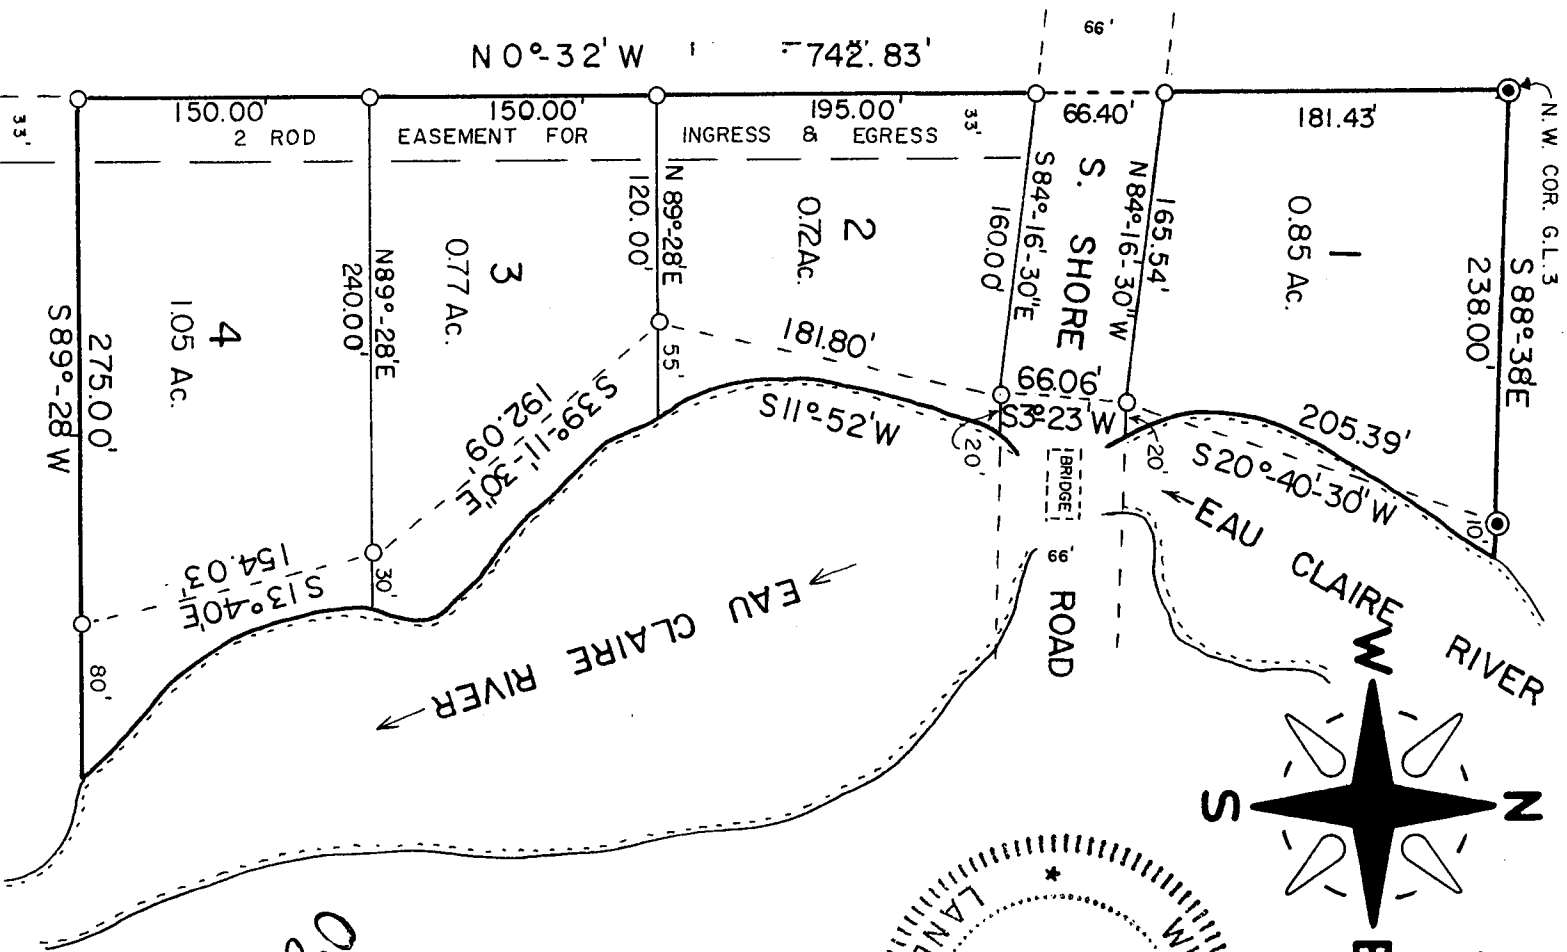 66'
N 0°-32' W 742.83'
150.00'
150.00'
195.00'
66.40'
181.43'
33'
2 ROD EASEMENT FOR INGRESS & EGRESS
33'
N.W. COR. G.L. 3
S 88°-38' E
238.00'
10'
1
0.85 Ac.
205.39'
S 20°-40'-30" W
N 84°-16'-30" W
165.54'
20'
S. SHORE ROAD
66.06'
S3°-23' W
BRIDGE
66'
S 84°-16'-30" E
160.00'
20'
2
0.72 Ac.
181.80'
S 11°-52' W
N 89°-28' E
120.00'
55'
3
0.77 Ac.
S 39°-11'-30" E
192.09'
N 89°-28' E
240.00'
30'
4
1.05 Ac.
S 13°-40' E
154.03'
275.00'
S 89°-28' W
80'
EAU CLAIRE RIVER
EAU CLAIRE RIVER
W
N
S
E